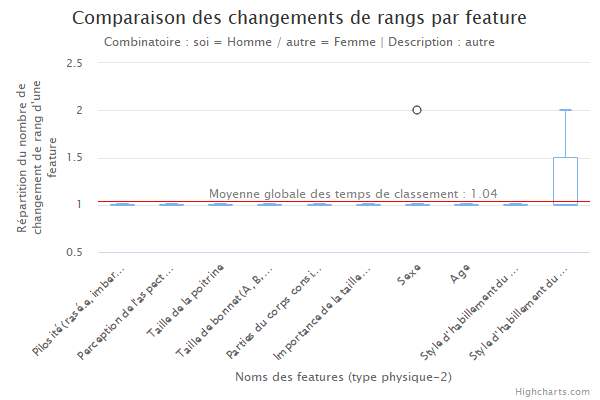 Comparaison des changements de rangs par feature
Combinatoire : soi = Homme / autre = Femme | Description : autre
Répartition du nombre de
changement de rang d'une
feature
2.5
2
1.5
1
0.5
Moyenne globale des temps de classement : 1.04
Pilosité (rasé.e, imber...
Perception de l'aspect...
Taille de la poitrine
Taille de bonnet (A, B, ...
Parties du corps consi...
Importance de la taille...
Sexe
Age
Style d'habillement du ...
Style d'habillement du ...
Noms des features (type physique-2)
Highcharts.com